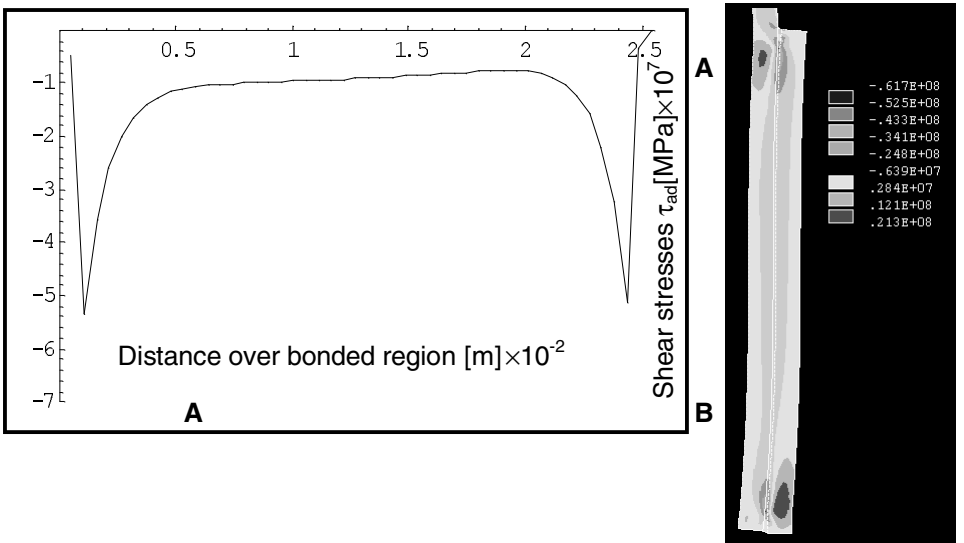 0.5 1 1.5 2 2.5
-1
-2
-3
-4
-5
-6
-7
Distance over bonded region [m]×10⁻²
Shear stresses τad[MPa]×10⁷
A
A
B
-.617E+08
-.525E+08
-.433E+08
-.341E+08
-.248E+08
-.639E+07
.284E+07
.121E+08
.213E+08